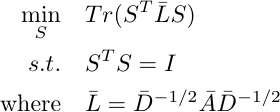 min Tr(S^T L̄S)
S
s.t. S^T S = I
where L̄ = D̄^{-1/2} Ā D̄^{-1/2}